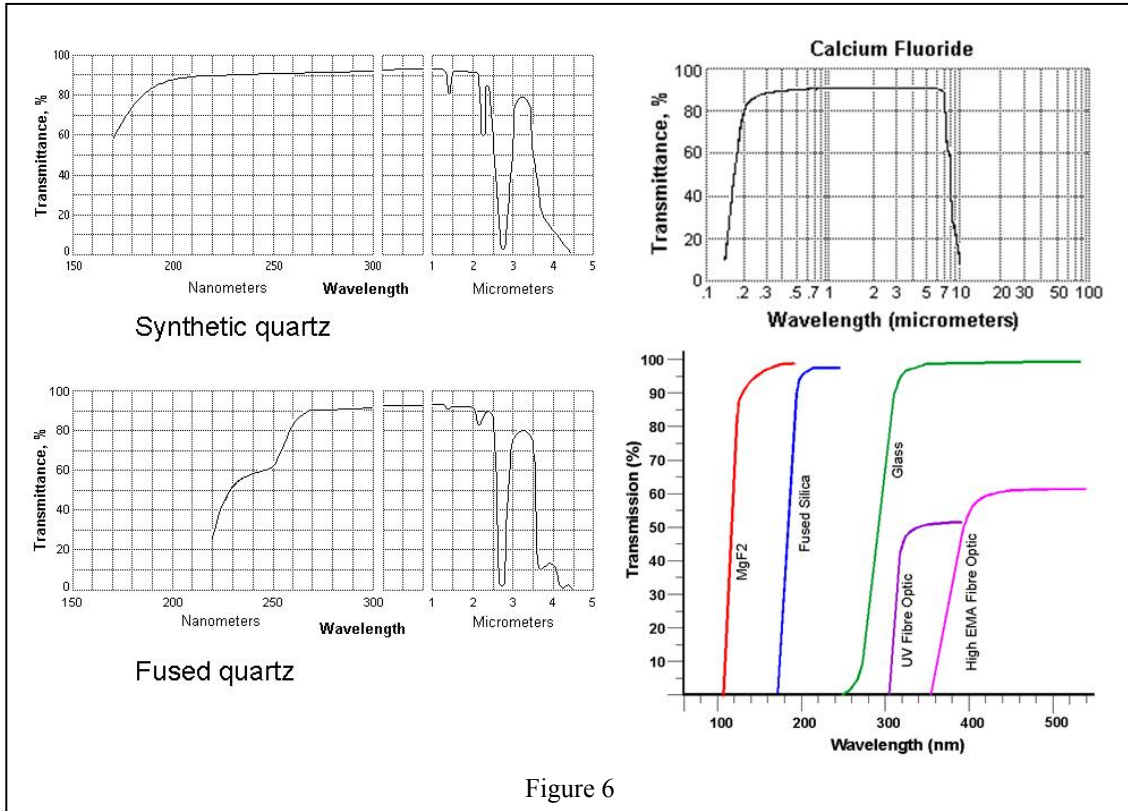 100
80
60
40
20
0
Transmittance, %
150 200 250 300 1 2 3 4 5
Nanometers Wavelength Micrometers
Synthetic quartz
Calcium Fluoride
100
80
60
40
20
0
Transmittance, %
.1 .2 .3 .5 .7 1 2 3 5 7 10 20 30 50 100
Wavelength (micrometers)
100
80
60
40
20
0
Transmittance, %
150 200 250 300 1 2 3 4 5
Nanometers Wavelength Micrometers
Fused quartz
100
90
80
70
60
50
40
30
20
10
Transmission (%)
MgF2
Fused Silica
Glass
UV Fibre Optic
High EMA Fibre Optic
100 200 300 400 500
Wavelength (nm)
Figure 6